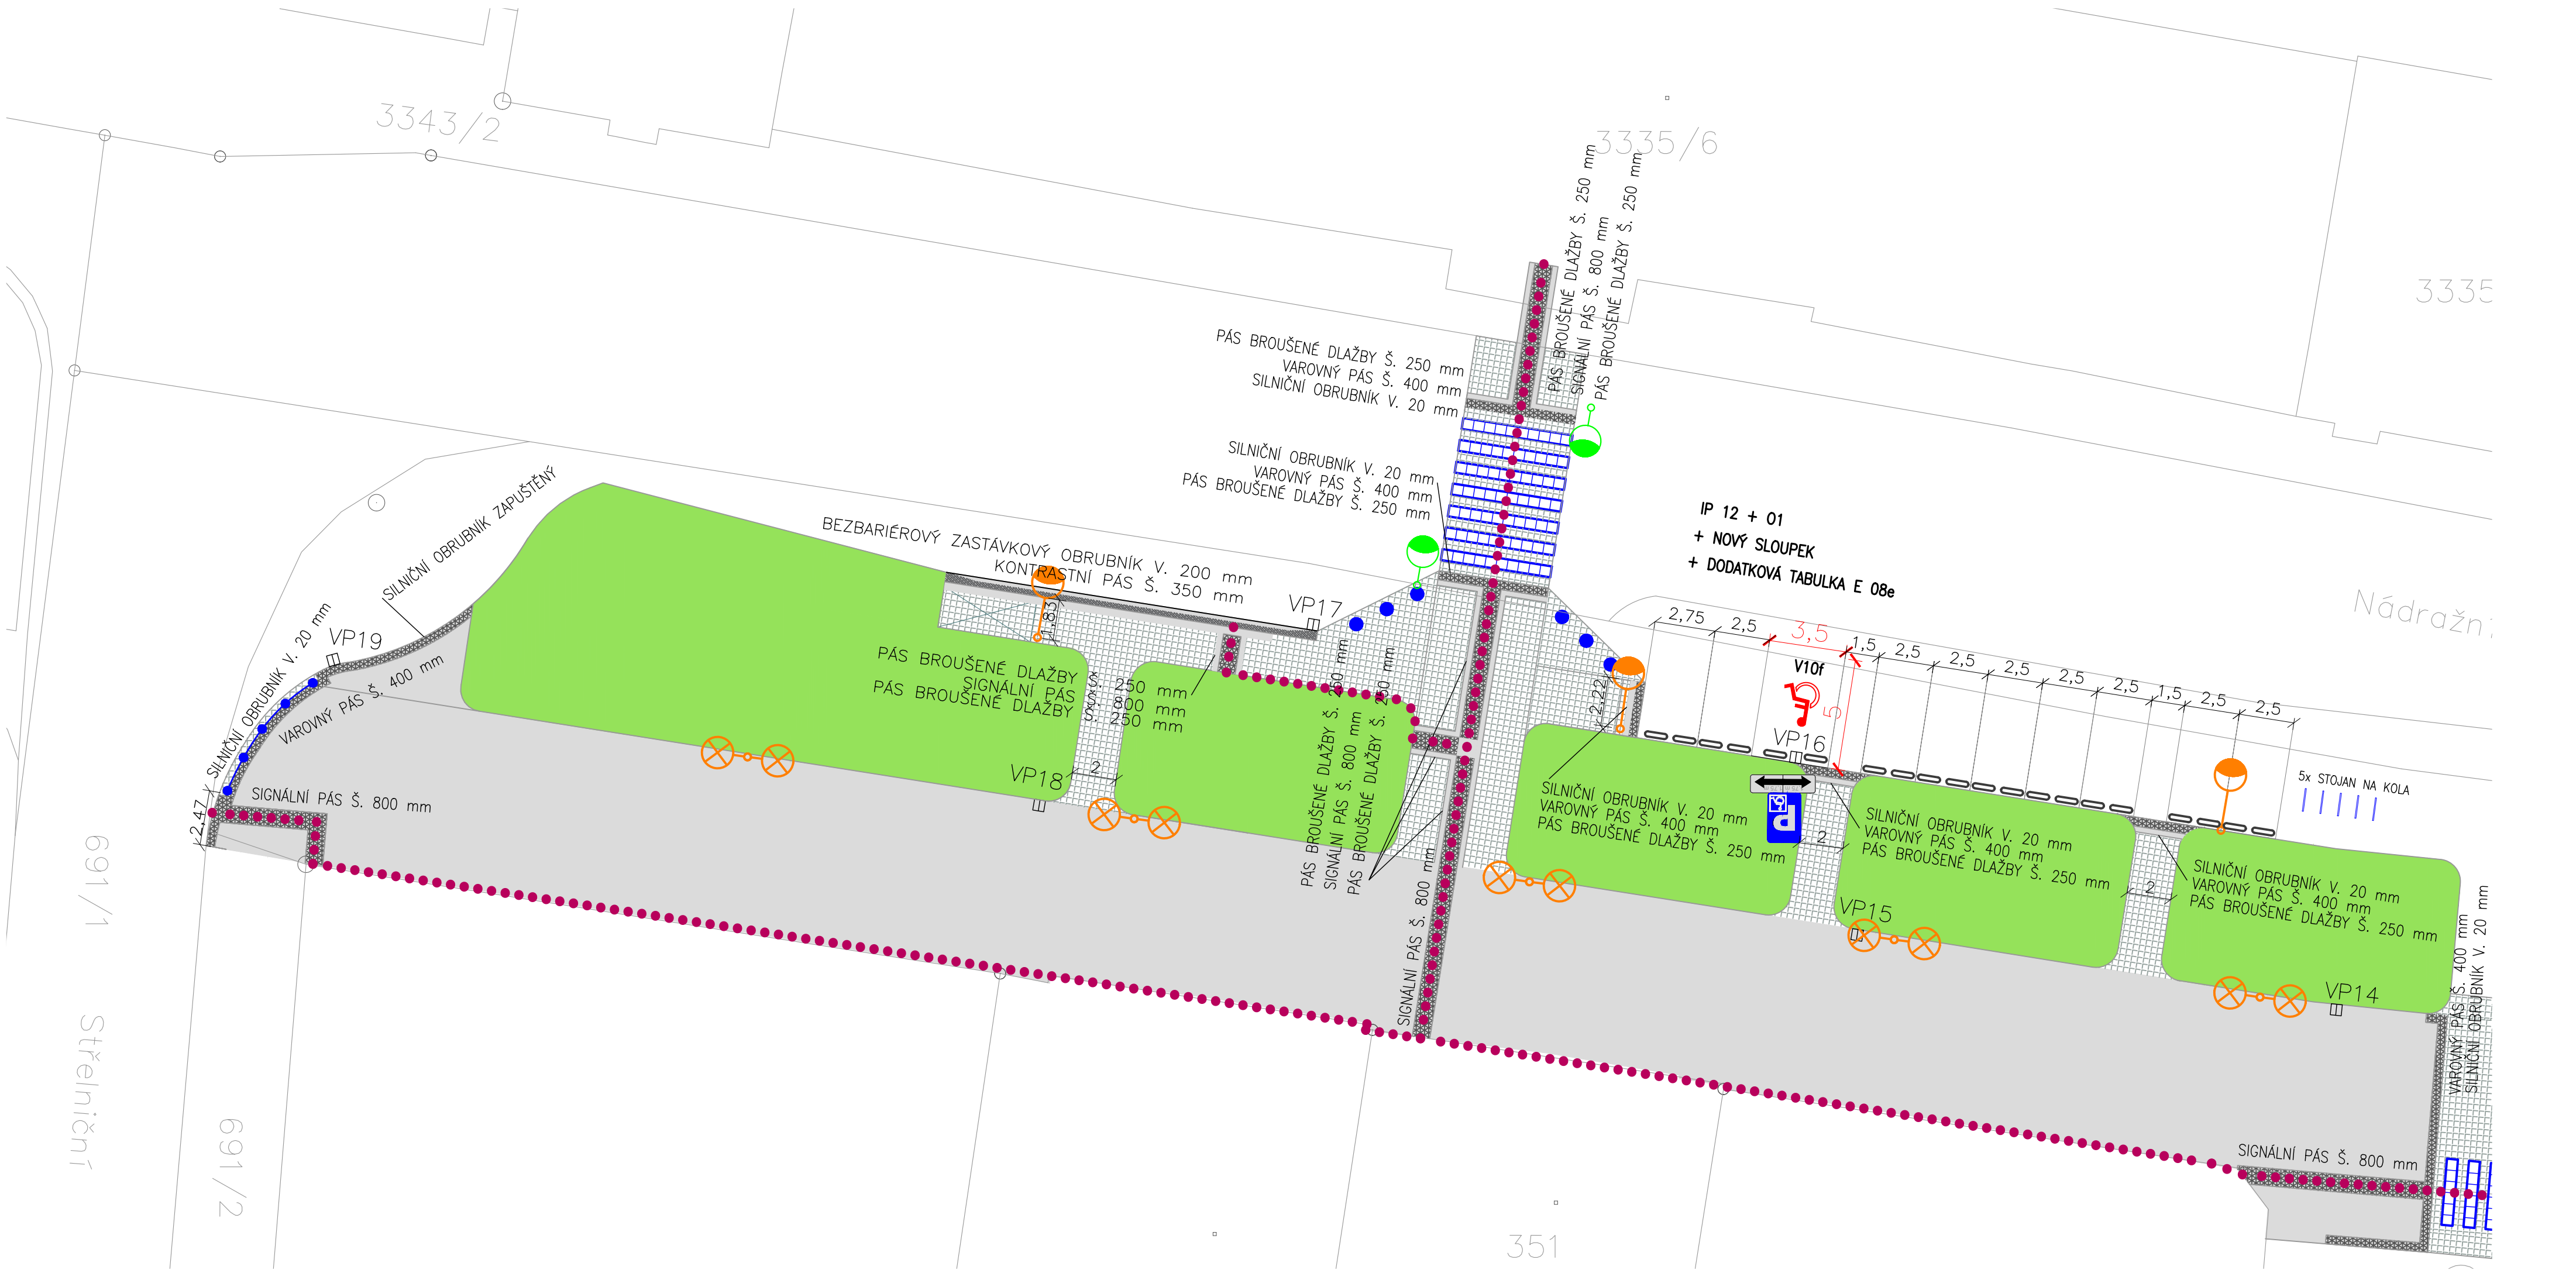 3343/2
3335/6
3335
PÁS BROUŠENÉ DLAŽBY Š. 250 mm
SIGNÁLNÍ PÁS Š. 800 mm
PÁS BROUŠENÉ DLAŽBY Š. 250 mm
PÁS BROUŠENÉ DLAŽBY Š. 250 mm
VAROVNÝ PÁS Š. 400 mm
SILNIČNÍ OBRUBNÍK V. 20 mm
SILNIČNÍ OBRUBNÍK V. 20 mm
VAROVNÝ PÁS Š. 400 mm
PÁS BROUŠENÉ DLAŽBY Š. 250 mm
IP 12 + O1
+ NOVÝ SLOUPEK
+ DODATKOVÁ TABULKA E 08e
SILNIČNÍ OBRUBNÍK ZAPUŠTĚNÝ
BEZBARIÉROVÝ ZASTÁVKOVÝ OBRUBNÍK V. 200 mm
KONTRASTNÍ PÁS Š. 350 mm
1,83
VP17
VP19
SILNIČNÍ OBRUBNÍK V. 20 mm
VAROVNÝ PÁS Š. 400 mm
SIGNÁLNÍ PÁS Š. 800 mm
2,47
PÁS BROUŠENÉ DLAŽBY Š. 250 mm
SIGNÁLNÍ PÁS Š. 800 mm
PÁS BROUŠENÉ DLAŽBY Š. 250 mm
VP18
2
PÁS BROUŠENÉ DLAŽBY Š. 250 mm
SIGNÁLNÍ PÁS Š. 800 mm
PÁS BROUŠENÉ DLAŽBY Š. 250 mm
SIGNÁLNÍ PÁS Š. 800 mm
2,22
2,75
2,5
3,5
1,5
2,5
2,5
2,5
2,5
2,5
1,5
2,5
2,5
V10f
5
VP16
P
Nádražn
5x STOJAN NA KOLA
SILNIČNÍ OBRUBNÍK V. 20 mm
VAROVNÝ PÁS Š. 400 mm
PÁS BROUŠENÉ DLAŽBY Š. 250 mm
2
SILNIČNÍ OBRUBNÍK V. 20 mm
VAROVNÝ PÁS Š. 400 mm
PÁS BROUŠENÉ DLAŽBY Š. 250 mm
2
SILNIČNÍ OBRUBNÍK V. 20 mm
VAROVNÝ PÁS Š. 400 mm
PÁS BROUŠENÉ DLAŽBY Š. 250 mm
VP15
VP14
VAROVNÝ PÁS Š. 400 mm
SILNIČNÍ OBRUBNÍK V. 20 mm
SIGNÁLNÍ PÁS Š. 800 mm
691/1
Střelniční
691/2
351